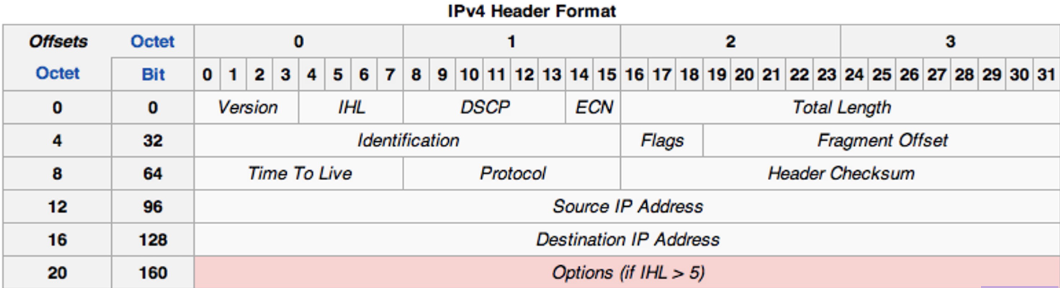 IPv4 Header Format
Offsets Octet 0 1 2 3
Octet Bit 0 1 2 3 4 5 6 7 8 9 10 11 12 13 14 15 16 17 18 19 20 21 22 23 24 25 26 27 28 29 30 31
0 0 Version IHL DSCP ECN Total Length
4 32 Identification Flags Fragment Offset
8 64 Time To Live Protocol Header Checksum
12 96 Source IP Address
16 128 Destination IP Address
20 160 Options (if IHL > 5)